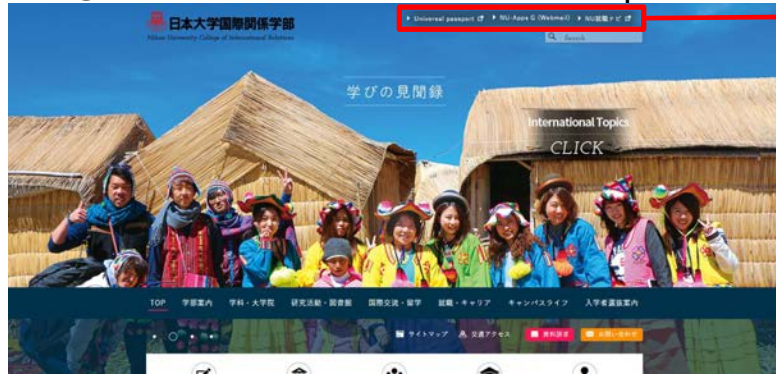 日本大学国際関係学部
Nihon University College of International Relations
Universal passport NU-Apps G (Webmail) NU就職ナビ
Search
学びの見聞録
International Topics
CLICK
TOP 学部案内 学科・大学院 研究活動・図書館 国際交流・留学 就職・キャリア キャンパスライフ 入学者選抜案内
サイトマップ 交通アクセス 資料請求 お問い合わせ